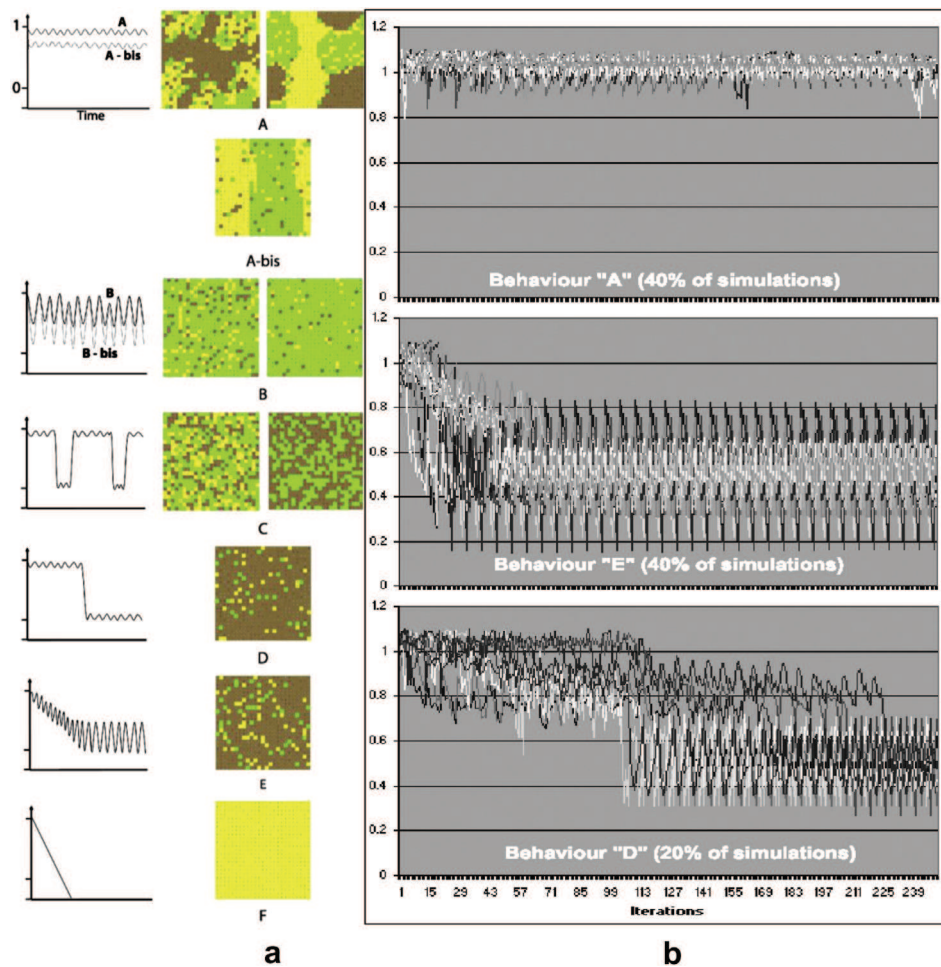 1
A
A - bis
0
Time
A
A-bis
B
B - bis
B
C
D
E
F
a
1.2
1
0.8
0.6
0.4
0.2
0
Behaviour "A" (40% of simulations)
1.2
1
0.8
0.6
0.4
0.2
0
Behaviour "E" (40% of simulations)
1.2
1
0.8
0.6
0.4
0.2
0
Behaviour "D" (20% of simulations)
1 15 29 43 57 71 85 99 113 127 141 155 169 183 197 211 225 239
Iterations
b